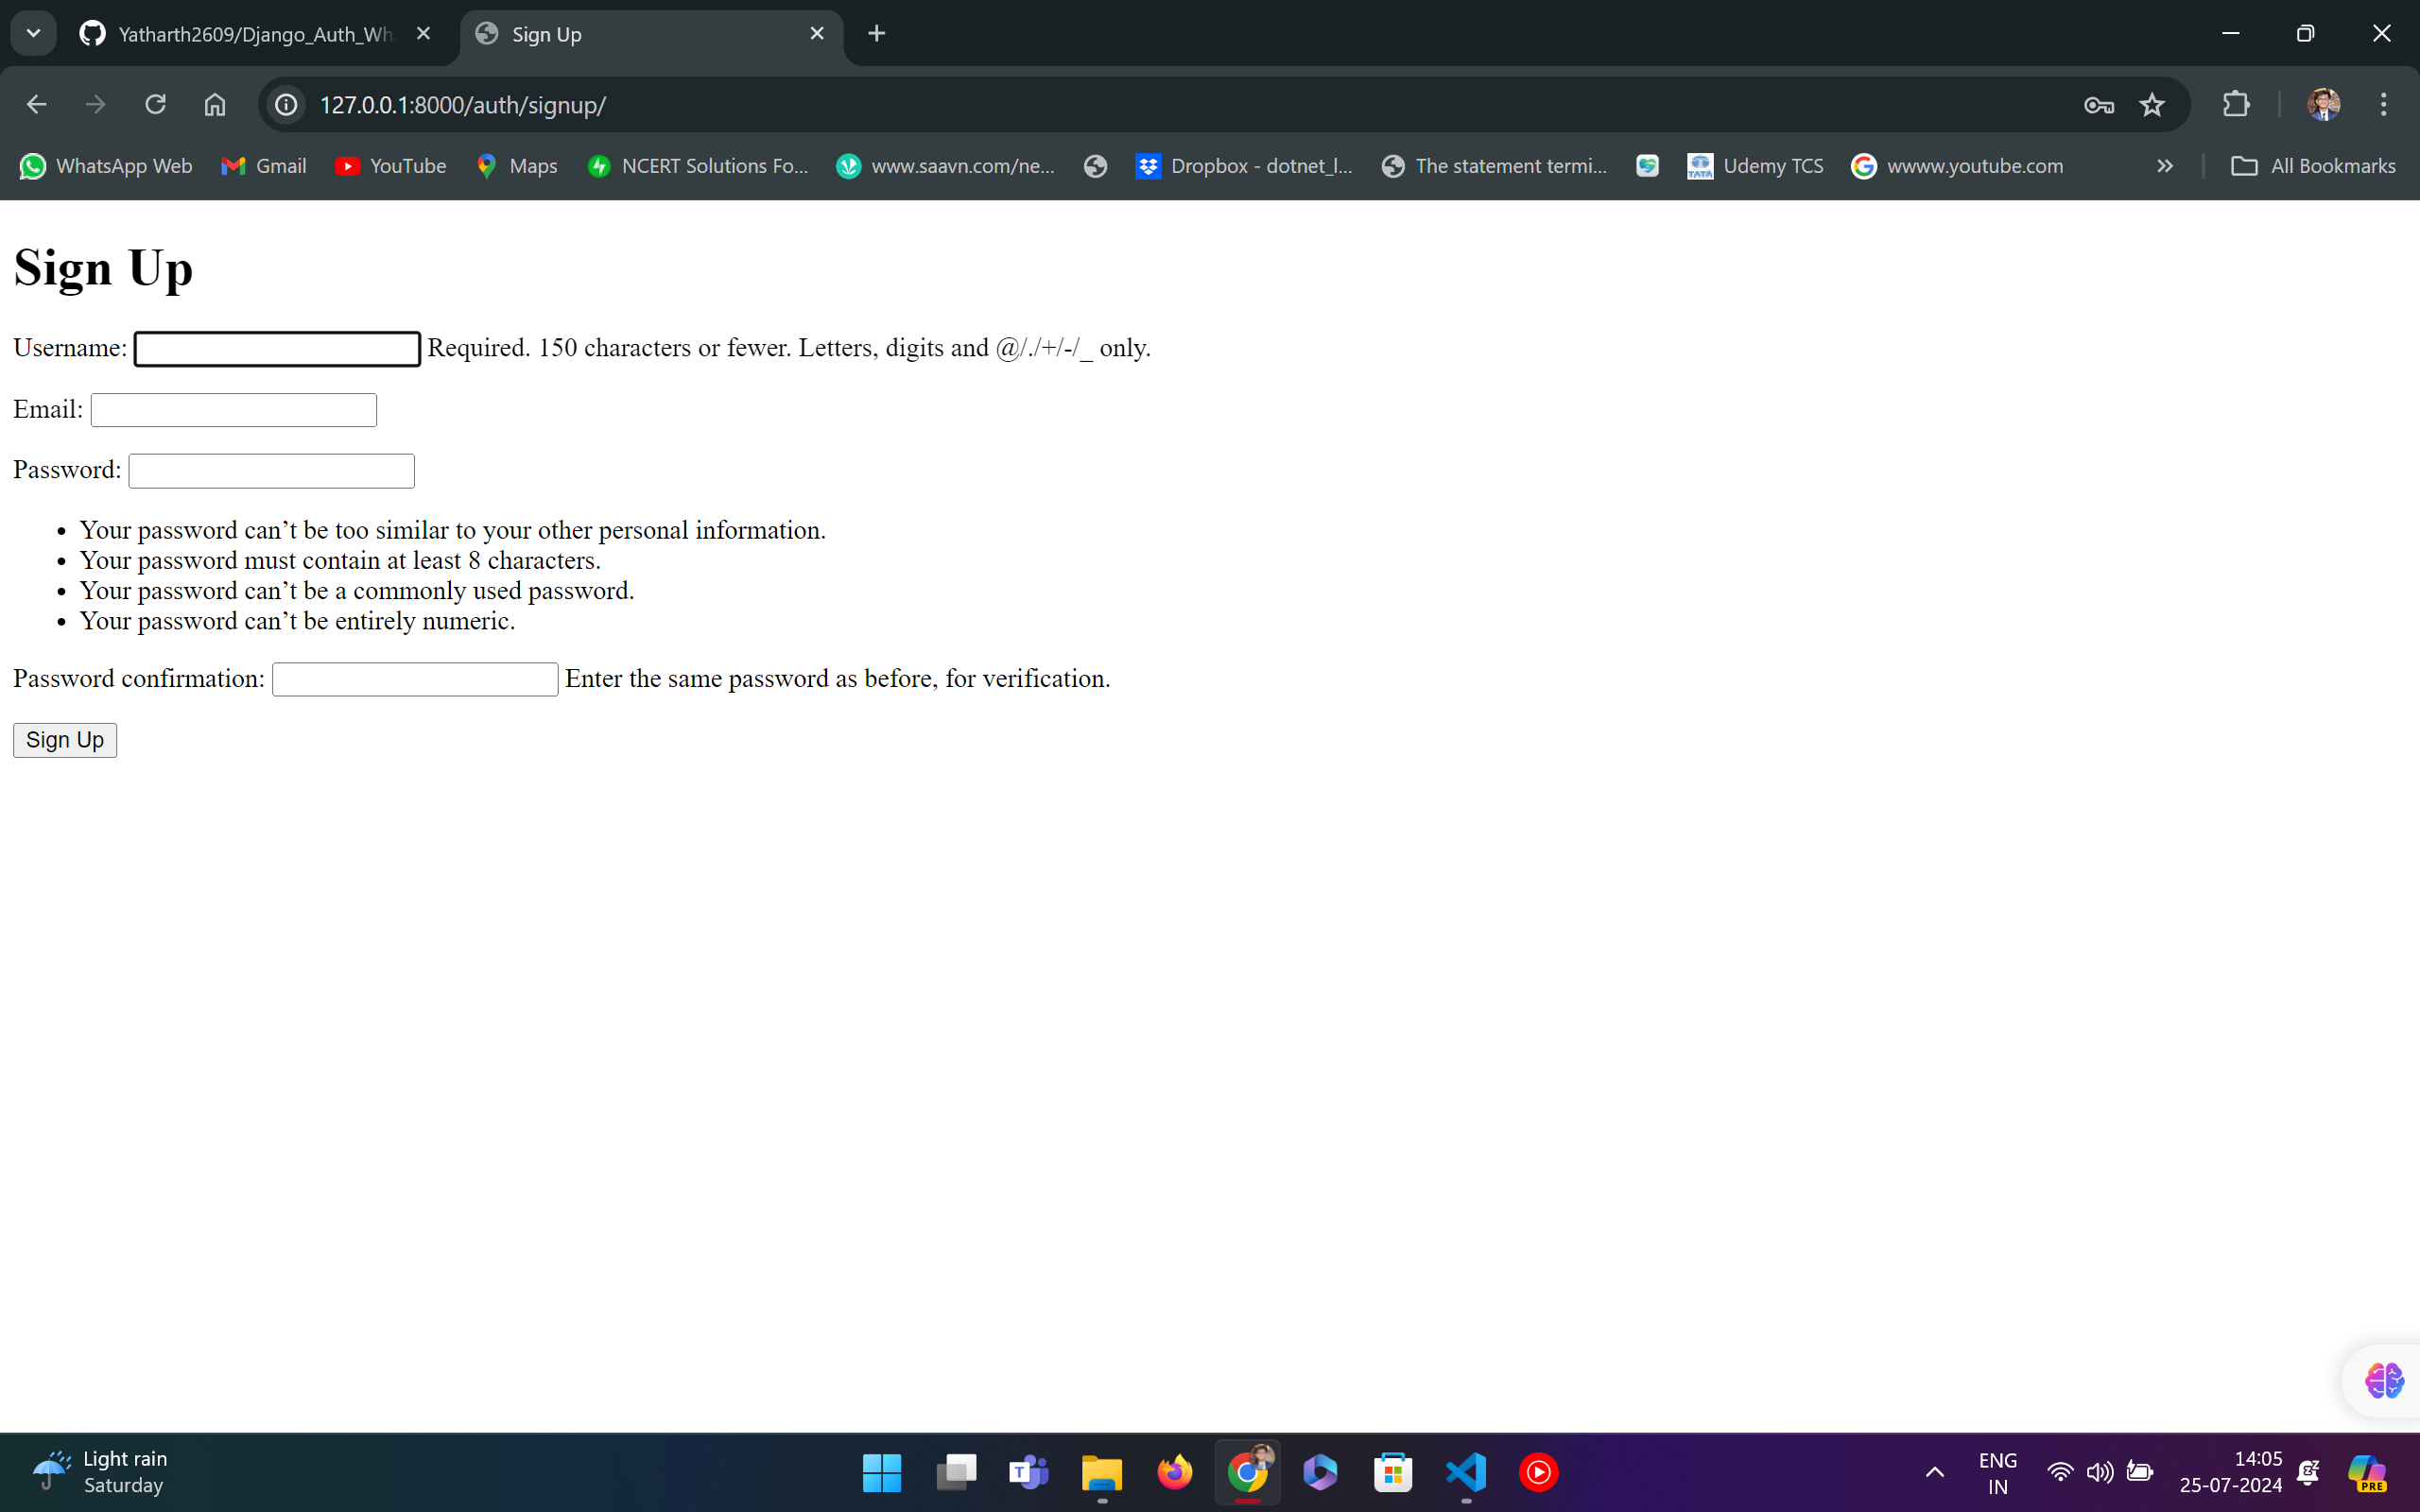 Yatharth2609/Django_Auth_Wh
Sign Up
127.0.0.1:8000/auth/signup/
WhatsApp Web
Gmail
YouTube
Maps
NCERT Solutions Fo...
www.saavn.com/ne...
Dropbox - dotnet_l...
The statement termi...
TATA
Udemy TCS
wwww.youtube.com
All Bookmarks
Sign Up
Username: Required. 150 characters or fewer. Letters, digits and @/./+/-/_ only.
Email:
Password:
• Your password can’t be too similar to your other personal information.
• Your password must contain at least 8 characters.
• Your password can’t be a commonly used password.
• Your password can’t be entirely numeric.
Password confirmation: Enter the same password as before, for verification.
Sign Up
Light rain
Saturday
T
ENG
IN
14:05
25-07-2024
PRE